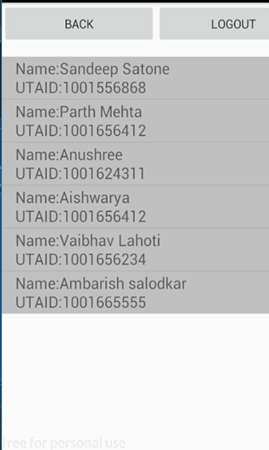 BACK LOGOUT
Name:Sandeep Satone
UTAID:1001556868
Name:Parth Mehta
UTAID:1001656412
Name:Anushree
UTAID:1001624311
Name:Aishwarya
UTAID:1001656412
Name:Vaibhav Lahoti
UTAID:1001656234
Name:Ambarish salodkar
UTAID:1001665555
free for personal use